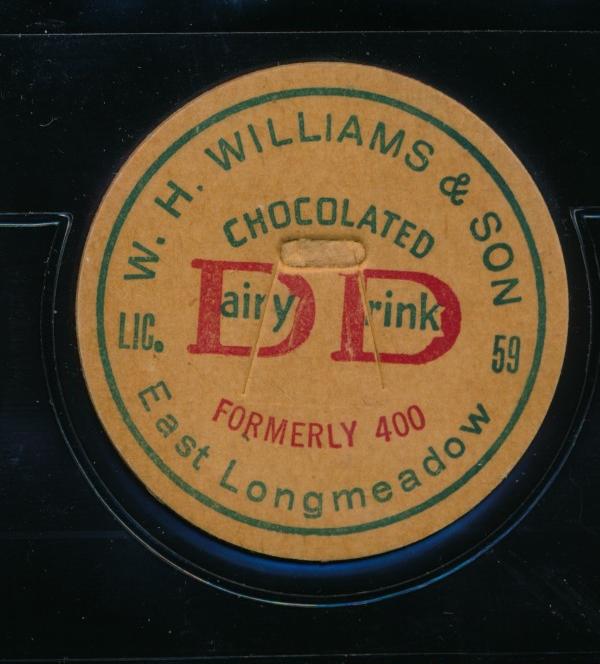 W. H. WILLIAMS & SON
CHOCOLATED
Dairy Drink
LIC. 59
FORMERLY 400
East Longmeadow